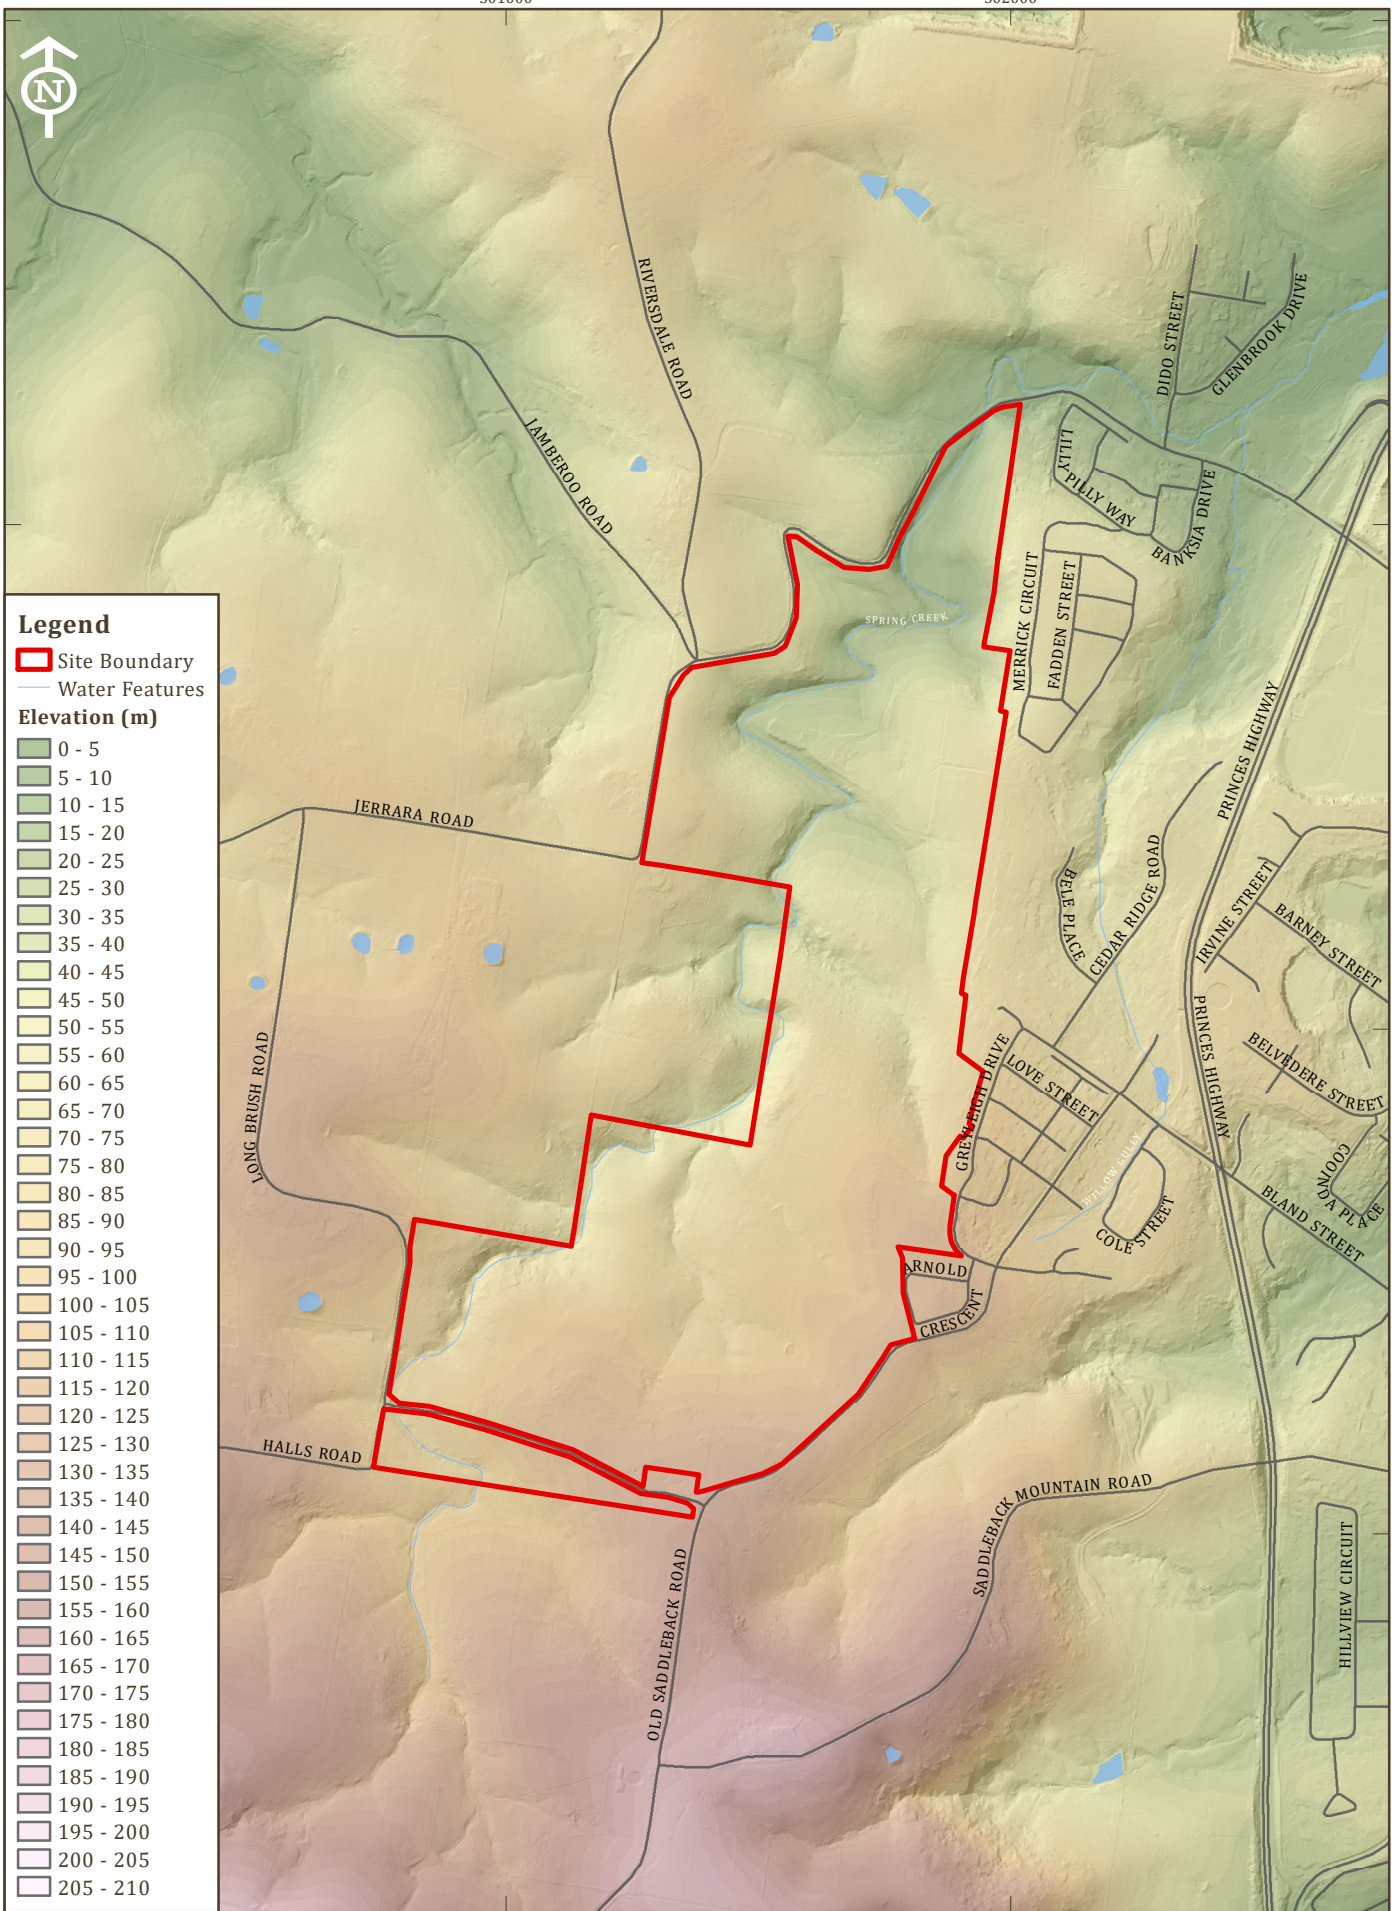 N
RIVERSDALE ROAD
DIDO STREET
GLENBROOK DRIVE
JAMBEROO ROAD
LILLY PILLY WAY
BANKSIA DRIVE
MERRICK CIRCUIT
FADDEN STREET
SPRING CREEK
PRINCES HIGHWAY
JERRARA ROAD
BELE PLACE
CEDAR RIDGE ROAD
IRVINE STREET
BARNEY STREET
PRINCES HIGHWAY
LONG BRUSH ROAD
GREYLEIGH DRIVE
LOVE STREET
BELVEDERE STREET
WILLOW GULLY
COLE STREET
COOINDA PLACE
BLAND STREET
ARNOLD
CRESCENT
HALLS ROAD
SADDLEBACK MOUNTAIN ROAD
OLD SADDLEBACK ROAD
HILLVIEW CIRCUIT
Legend
Site Boundary
Water Features
Elevation (m)
0 - 5
5 - 10
10 - 15
15 - 20
20 - 25
25 - 30
30 - 35
35 - 40
40 - 45
45 - 50
50 - 55
55 - 60
60 - 65
65 - 70
70 - 75
75 - 80
80 - 85
85 - 90
90 - 95
95 - 100
100 - 105
105 - 110
110 - 115
115 - 120
120 - 125
125 - 130
130 - 135
135 - 140
140 - 145
145 - 150
150 - 155
155 - 160
160 - 165
165 - 170
170 - 175
175 - 180
180 - 185
185 - 190
190 - 195
195 - 200
200 - 205
205 - 210